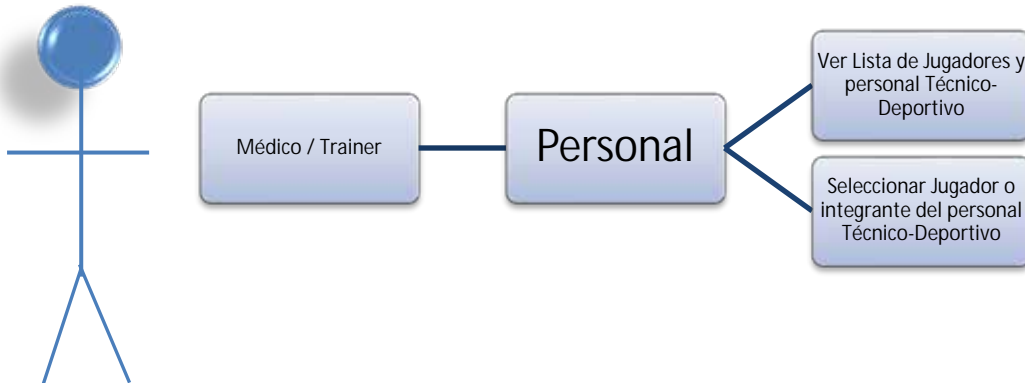 Médico / Trainer
Personal
Ver Lista de Jugadores y
personal Técnico-
Deportivo
Seleccionar Jugador o
integrante del personal
Técnico-Deportivo